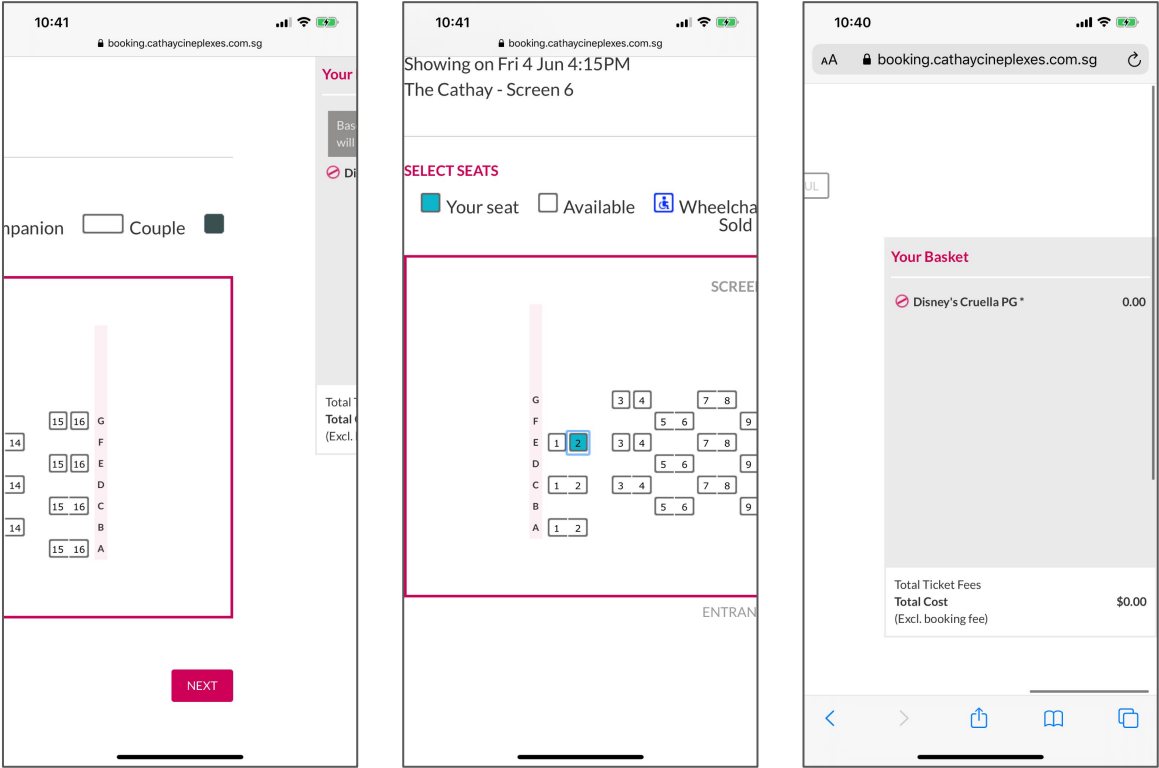 10:41
booking.cathaycineplexes.com.sg
Your
Bas
will
Di
npanion Couple
15 16 G
14 F
15 16 E
14 D
15 16 C
14 B
15 16 A
Total T
Total
(Excl.
NEXT
10:41
booking.cathaycineplexes.com.sg
Showing on Fri 4 Jun 4:15PM
The Cathay - Screen 6
SELECT SEATS
Your seat Available Wheelcha
Sold
SCREE
G 3 4 7 8
F 5 6 9
E 1 2 3 4 7 8
D 5 6 9
C 1 2 3 4 7 8
B 5 6 9
A 1 2
ENTRAN
10:40
AA booking.cathaycineplexes.com.sg
UL
Your Basket
Disney's Cruella PG * 0.00
Total Ticket Fees
Total Cost $0.00
(Excl. booking fee)